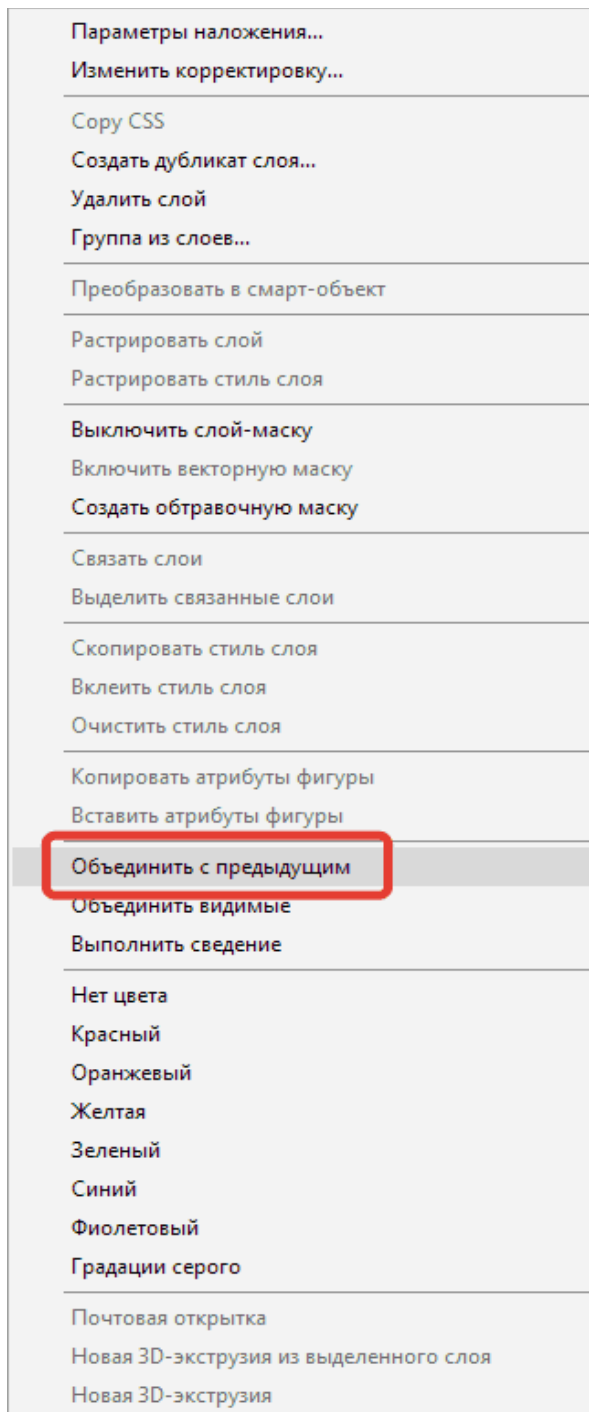 Параметры наложения...
Изменить корректировку...
Copy CSS
Создать дубликат слоя...
Удалить слой
Группа из слоев...
Преобразовать в смарт-объект
Растрировать слой
Растрировать стиль слоя
Выключить слой-маску
Включить векторную маску
Создать обтравочную маску
Связать слои
Выделить связанные слои
Скопировать стиль слоя
Вклеить стиль слоя
Очистить стиль слоя
Копировать атрибуты фигуры
Вставить атрибуты фигуры
Объединить с предыдущим
Объединить видимые
Выполнить сведение
Нет цвета
Красный
Оранжевый
Желтая
Зеленый
Синий
Фиолетовый
Градации серого
Почтовая открытка
Новая 3D-экструзия из выделенного слоя
Новая 3D-экструзия